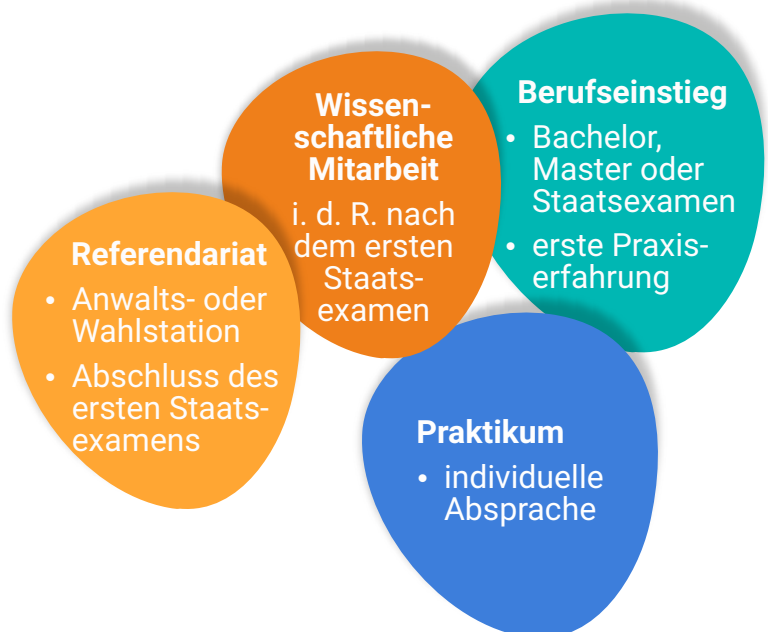 Referendariat
• Anwalts- oder
Wahlstation
• Abschluss des
ersten Staats-
examens
Wissen-
schaftliche
Mitarbeit
i. d. R. nach
dem ersten
Staats-
examen
Berufseinstieg
• Bachelor,
Master oder
Staatsexamen
• erste Praxis-
erfahrung
Praktikum
• individuelle
Absprache